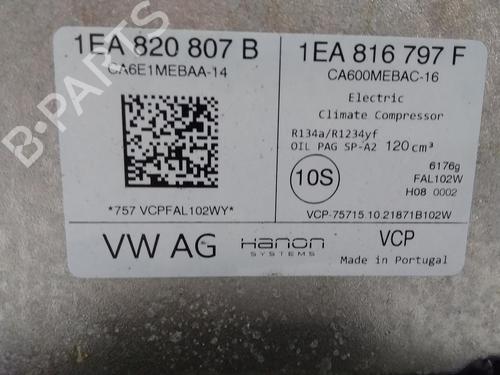 1EA 820 807 B
CA6E1MEBAA-14
*757 VCPFAL102WY*
1EA 816 797 F
CA600MEBAC-16
Electric
Climate Compressor
R134a/R1234yf
OIL PAG SP-A2 120 cm³
10S
6176g
FAL102W
H08 0002
VCP-75715.10.21871B102W
VW AG
Hanon
SYSTEMS
VCP
Made in Portugal
B-PARTS